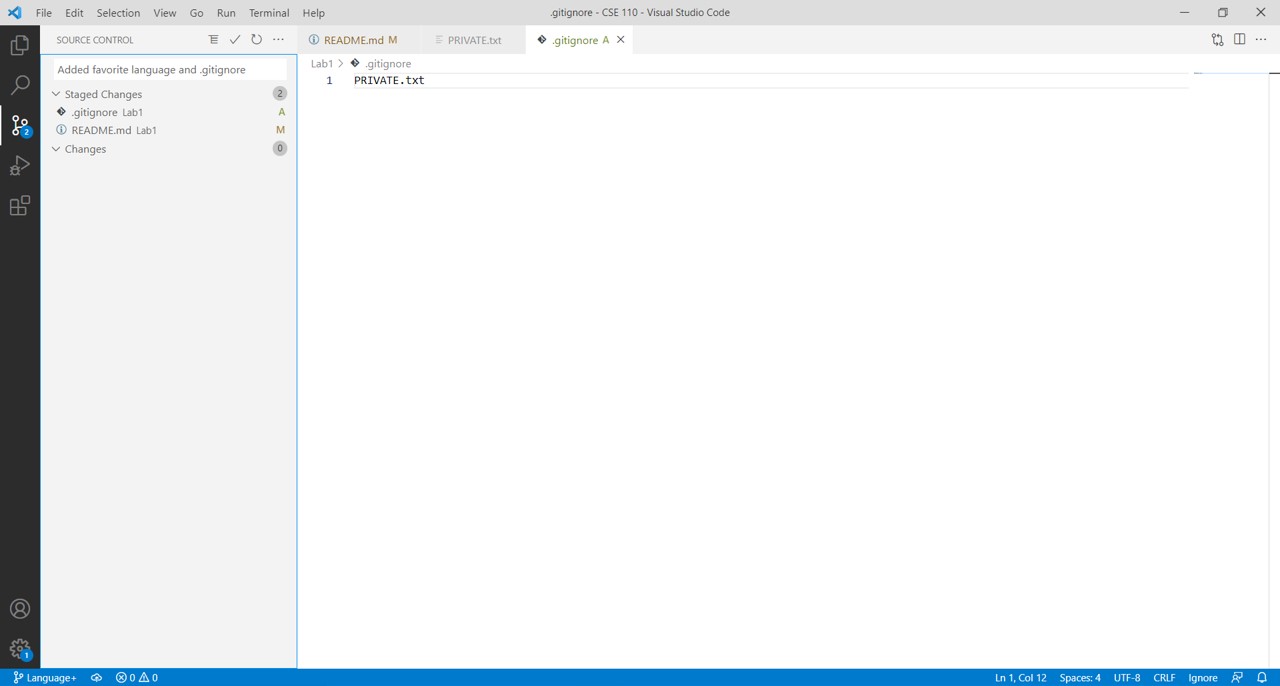 File Edit Selection View Go Run Terminal Help
.gitignore - CSE 110 - Visual Studio Code
SOURCE CONTROL
README.md M
PRIVATE.txt
.gitignore A
Added favorite language and .gitignore
Lab1 > .gitignore
1 PRIVATE.txt
Staged Changes 2
.gitignore Lab1 A
README.md Lab1 M
Changes 0
2
1
Language+
0 0
Ln 1, Col 12 Spaces: 4 UTF-8 CRLF Ignore